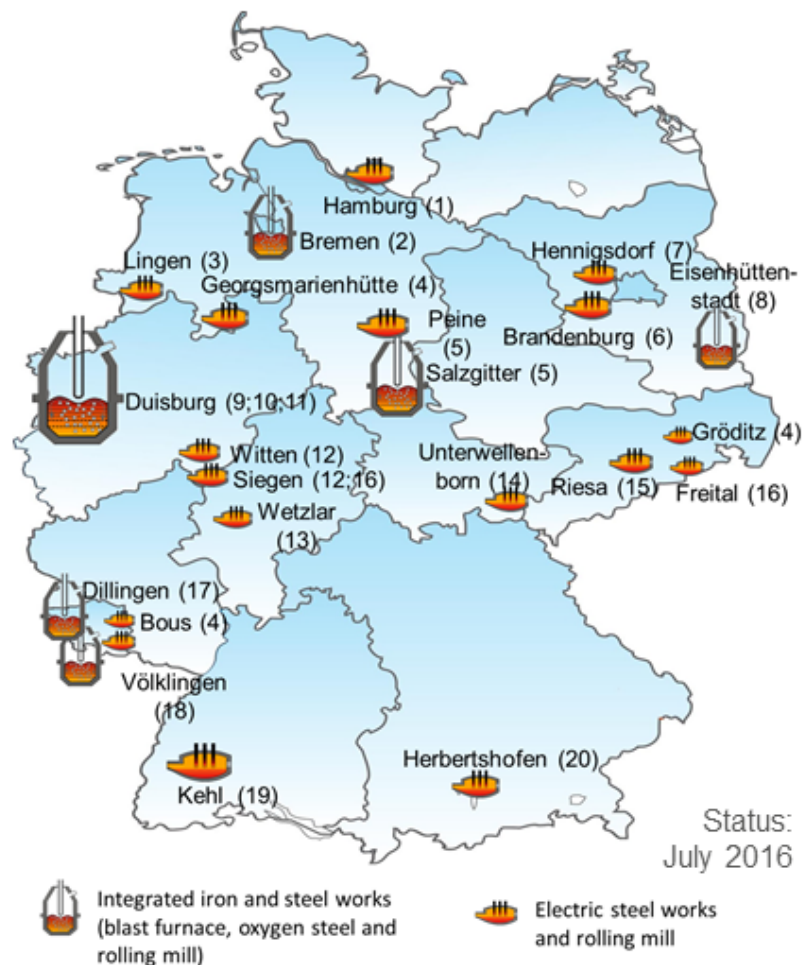 Hamburg (1)
Bremen (2)
Hennigsdorf (7)
Lingen (3)
Eisenhütten-
stadt (8)
Georgsmarienhütte (4)
Peine
(5)
Brandenburg (6)
Salzgitter (5)
Duisburg (9;10;11)
Gröditz (4)
Witten (12)
Unterwellen-
born (14)
Siegen (12;16)
Riesa (15)
Freital (16)
Wetzlar
(13)
Dillingen (17)
Bous (4)
Völklingen
(18)
Herbertshofen (20)
Kehl (19)
Status:
July 2016
Integrated iron and steel works
(blast furnace, oxygen steel and
rolling mill)
Electric steel works
and rolling mill